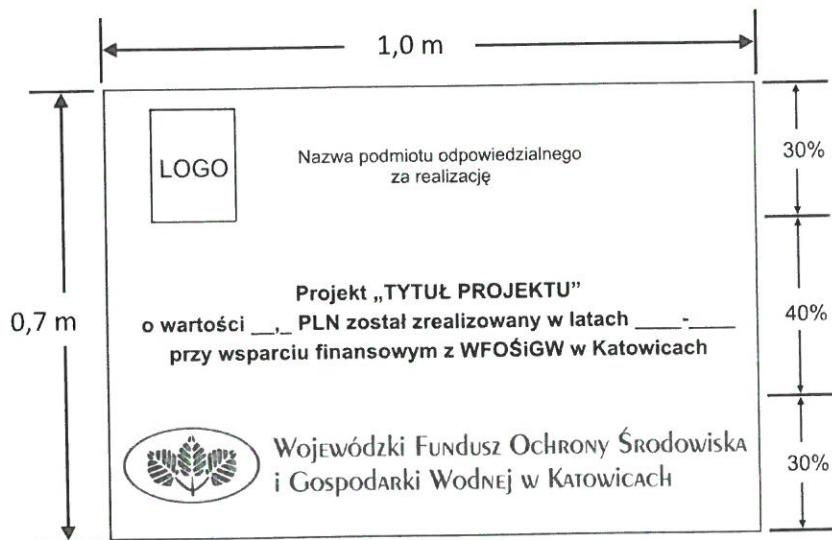 1,0 m
0,7 m
LOGO
Nazwa podmiotu odpowiedzialnego
za realizację
30%
Projekt „TYTUŁ PROJEKTU”
o wartości __,_ PLN został zrealizowany w latach ____-____
przy wsparciu finansowym z WFOŚiGW w Katowicach
40%
Wojewódzki Fundusz Ochrony Środowiska
i Gospodarki Wodnej w Katowicach
30%